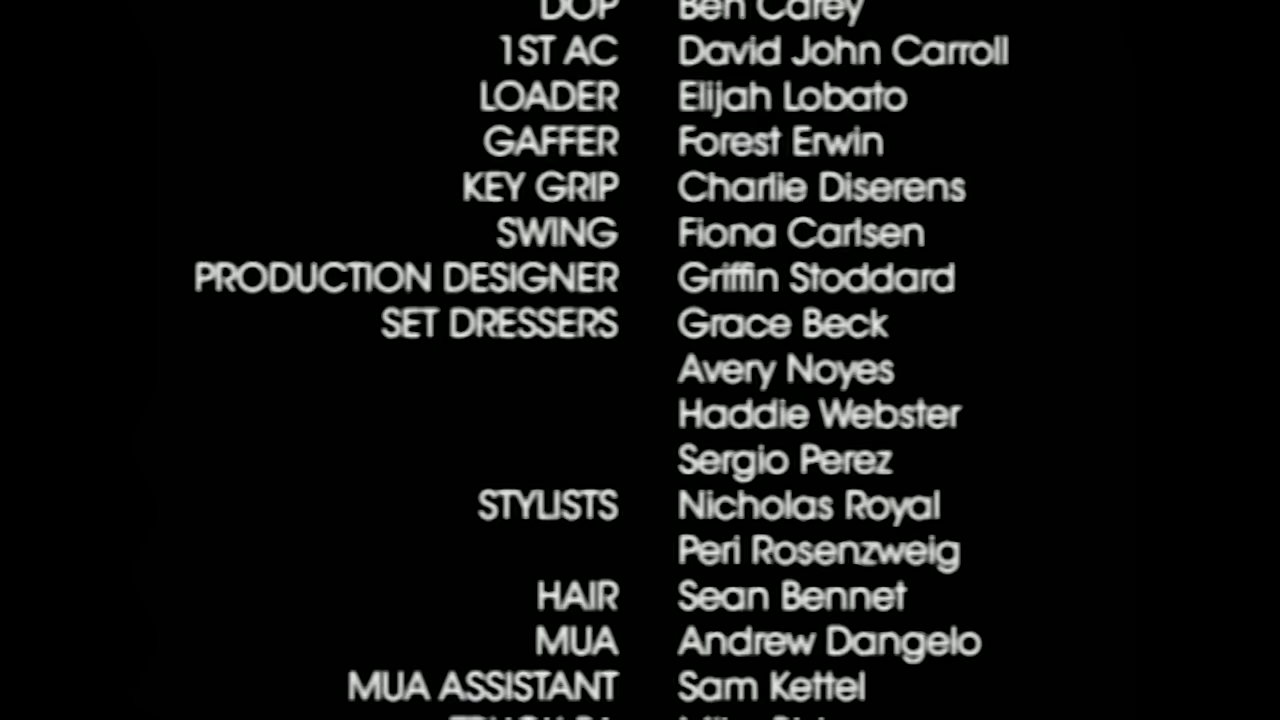 DOP Ben Carey
1ST AC David John Carroll
LOADER Elijah Lobato
GAFFER Forest Erwin
KEY GRIP Charlie Diserens
SWING Fiona Carlsen
PRODUCTION DESIGNER Griffin Stoddard
SET DRESSERS Grace Beck
Avery Noyes
Haddie Webster
Sergio Perez
STYLISTS Nicholas Royal
Peri Rosenzweig
HAIR Sean Bennet
MUA Andrew Dangelo
MUA ASSISTANT Sam Kettel